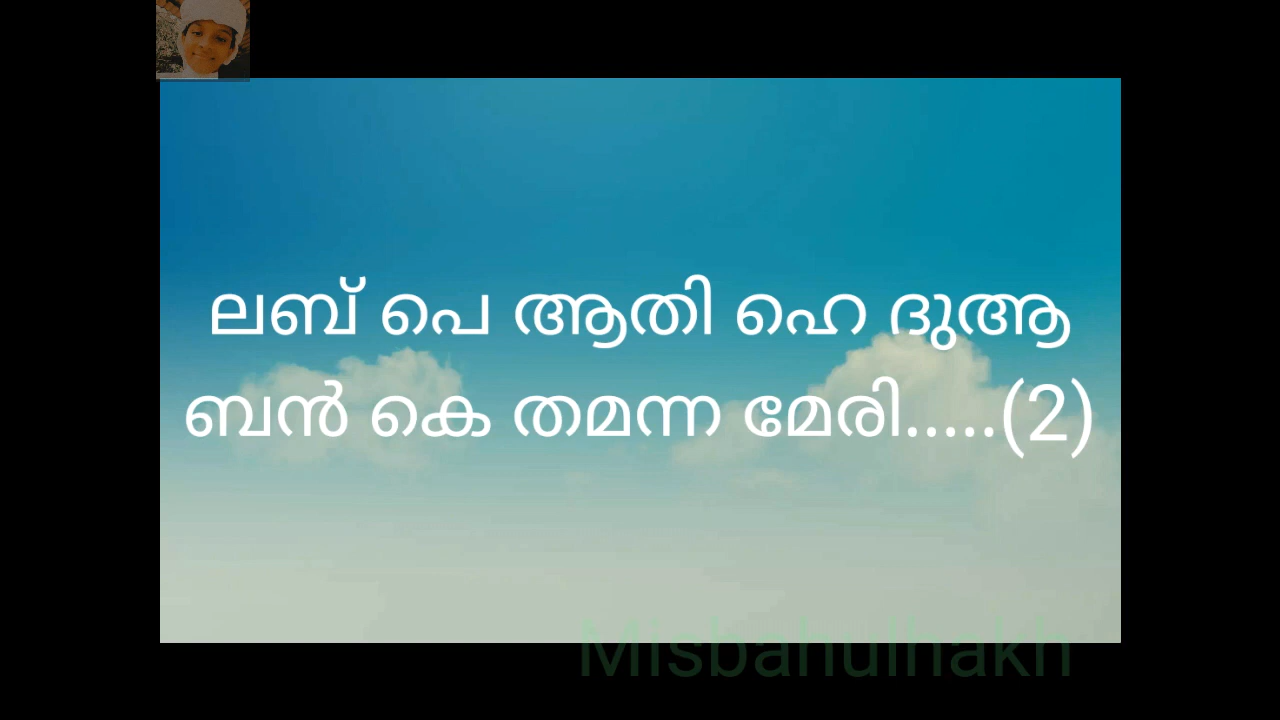 ലബ് പെ ആതി ഹെ ദുആ
ബൻ കെ തമന്ന മേരി.....(2)
Misbahulhakh